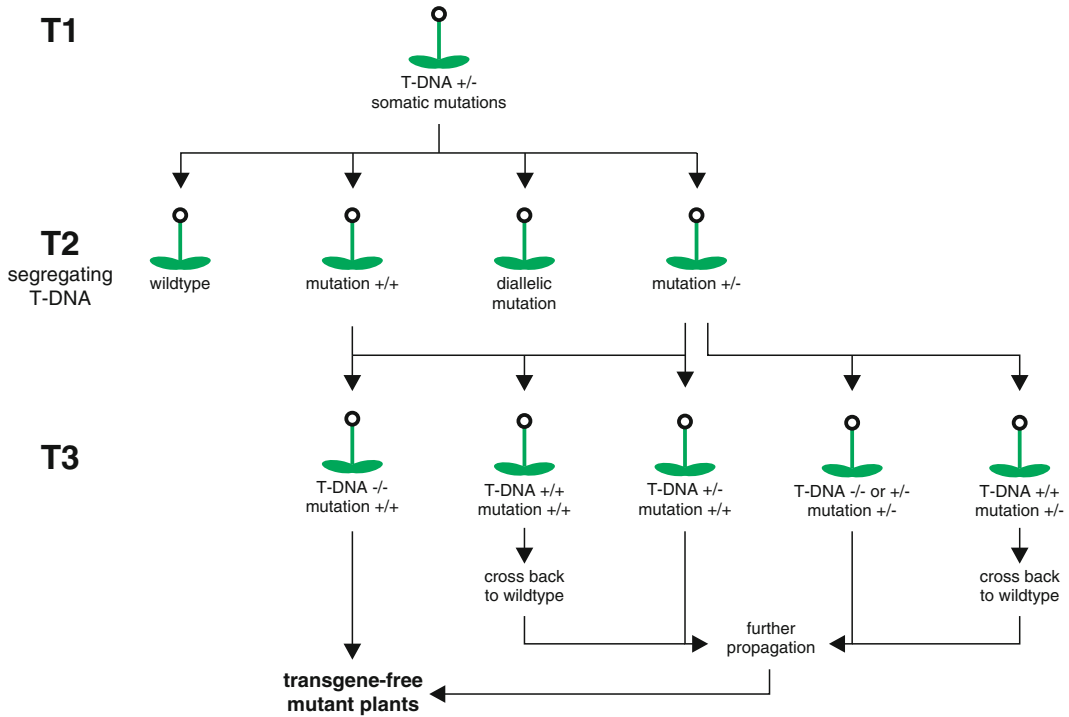 T1
T-DNA +/-
somatic mutations
T2
segregating
T-DNA
wildtype
mutation +/+
diallelic
mutation
mutation +/-
T3
T-DNA -/-
mutation +/+
T-DNA +/+
mutation +/+
T-DNA +/-
mutation +/+
T-DNA -/- or +/-
mutation +/-
T-DNA +/+
mutation +/-
cross back
to wildtype
cross back
to wildtype
further
propagation
transgene-free
mutant plants